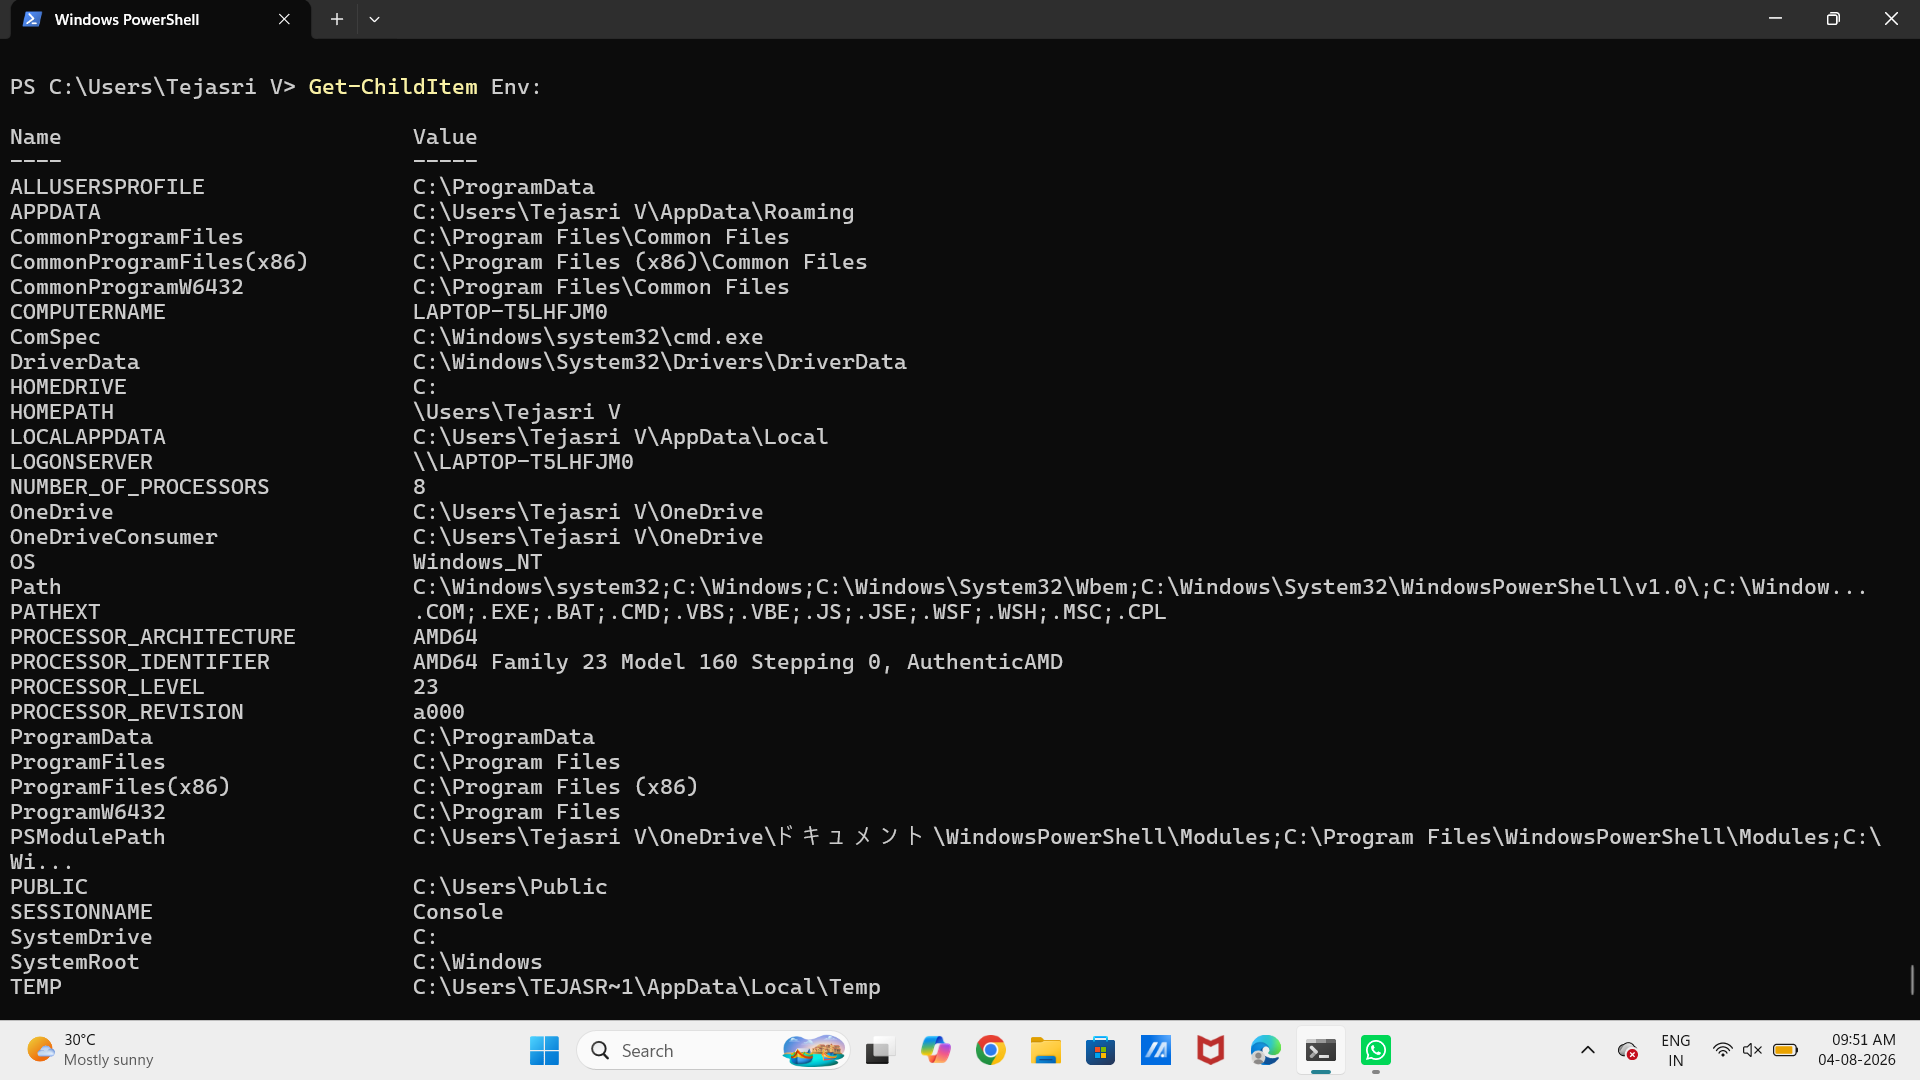 Windows PowerShell
PS C:\Users\Tejasri V> Get-ChildItem Env:
Name Value
---- -----
ALLUSERSPROFILE C:\ProgramData
APPDATA C:\Users\Tejasri V\AppData\Roaming
CommonProgramFiles C:\Program Files\Common Files
CommonProgramFiles(x86) C:\Program Files (x86)\Common Files
CommonProgramW6432 C:\Program Files\Common Files
COMPUTERNAME LAPTOP-T5LHFJM0
ComSpec C:\Windows\system32\cmd.exe
DriverData C:\Windows\System32\Drivers\DriverData
HOMEDRIVE C:
HOMEPATH \Users\Tejasri V
LOCALAPPDATA C:\Users\Tejasri V\AppData\Local
LOGONSERVER \\LAPTOP-T5LHFJM0
NUMBER_OF_PROCESSORS 8
OneDrive C:\Users\Tejasri V\OneDrive
OneDriveConsumer C:\Users\Tejasri V\OneDrive
OS Windows_NT
Path C:\Windows\system32;C:\Windows;C:\Windows\System32\Wbem;C:\Windows\System32\WindowsPowerShell\v1.0\;C:\Window...
PATHEXT .COM;.EXE;.BAT;.CMD;.VBS;.VBE;.JS;.JSE;.WSF;.WSH;.MSC;.CPL
PROCESSOR_ARCHITECTURE AMD64
PROCESSOR_IDENTIFIER AMD64 Family 23 Model 160 Stepping 0, AuthenticAMD
PROCESSOR_LEVEL 23
PROCESSOR_REVISION a000
ProgramData C:\ProgramData
ProgramFiles C:\Program Files
ProgramFiles(x86) C:\Program Files (x86)
ProgramW6432 C:\Program Files
PSModulePath C:\Users\Tejasri V\OneDrive\ドキュメント\WindowsPowerShell\Modules;C:\Program Files\WindowsPowerShell\Modules;C:\
Wi...
PUBLIC C:\Users\Public
SESSIONNAME Console
SystemDrive C:
SystemRoot C:\Windows
TEMP C:\Users\TEJASR~1\AppData\Local\Temp
30°C
Mostly sunny
Search
ENG
IN
09:51 AM
04-08-2026